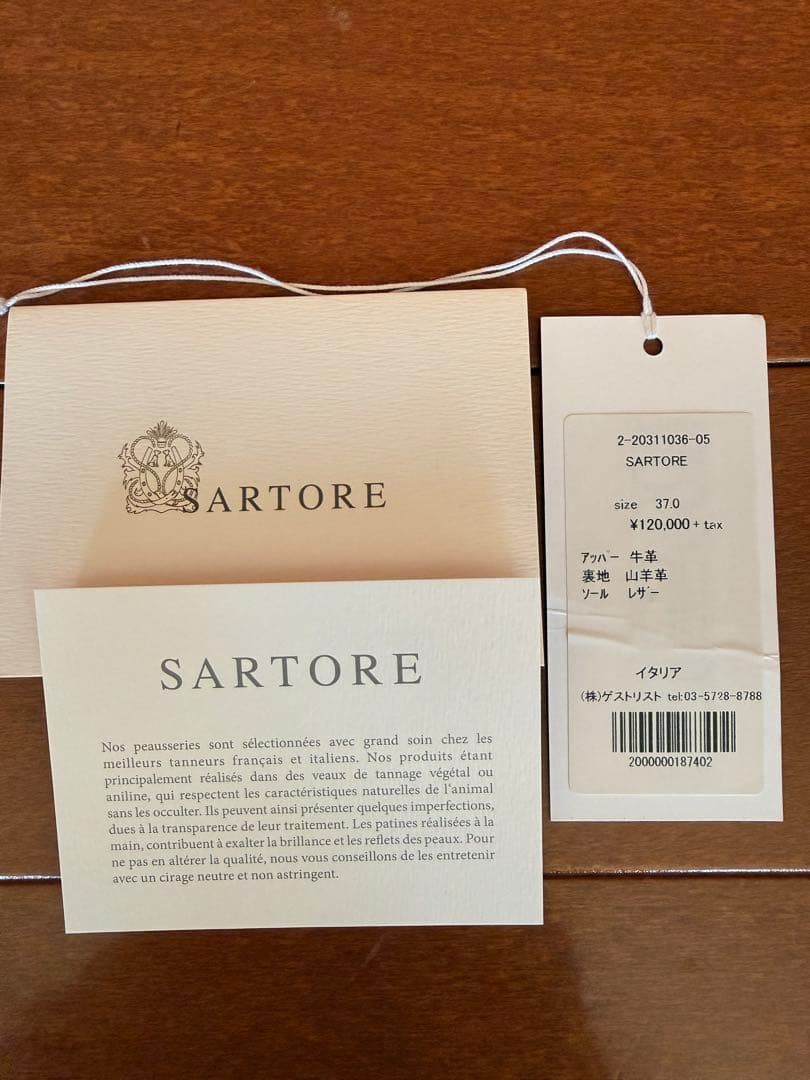 SARTORE
SARTORE
Nos peausseries sont sélectionnées avec grand soin chez les
meilleurs tanneurs français et italiens. Nos produits étant
principalement réalisés dans des veaux de tannage végétal ou
aniline, qui respectent les caractéristiques naturelles de l'animal
sans les occulter. Ils peuvent ainsi présenter quelques imperfections,
dues à la transparence de leur traitement. Les patines réalisées à la
main, contribuent à exalter la brillance et les reflets des peaux. Pour
ne pas en altérer la qualité, nous vous conseillons de les entretenir
avec un cirage neutre et non astringent.
2-20311036-05
SARTORE
size 37.0
¥120,000 + tax
アッパー 牛革
裏地 山羊革
ソール レザー
イタリア
(株)ゲストリスト tel:03-5728-8788
2000000187402